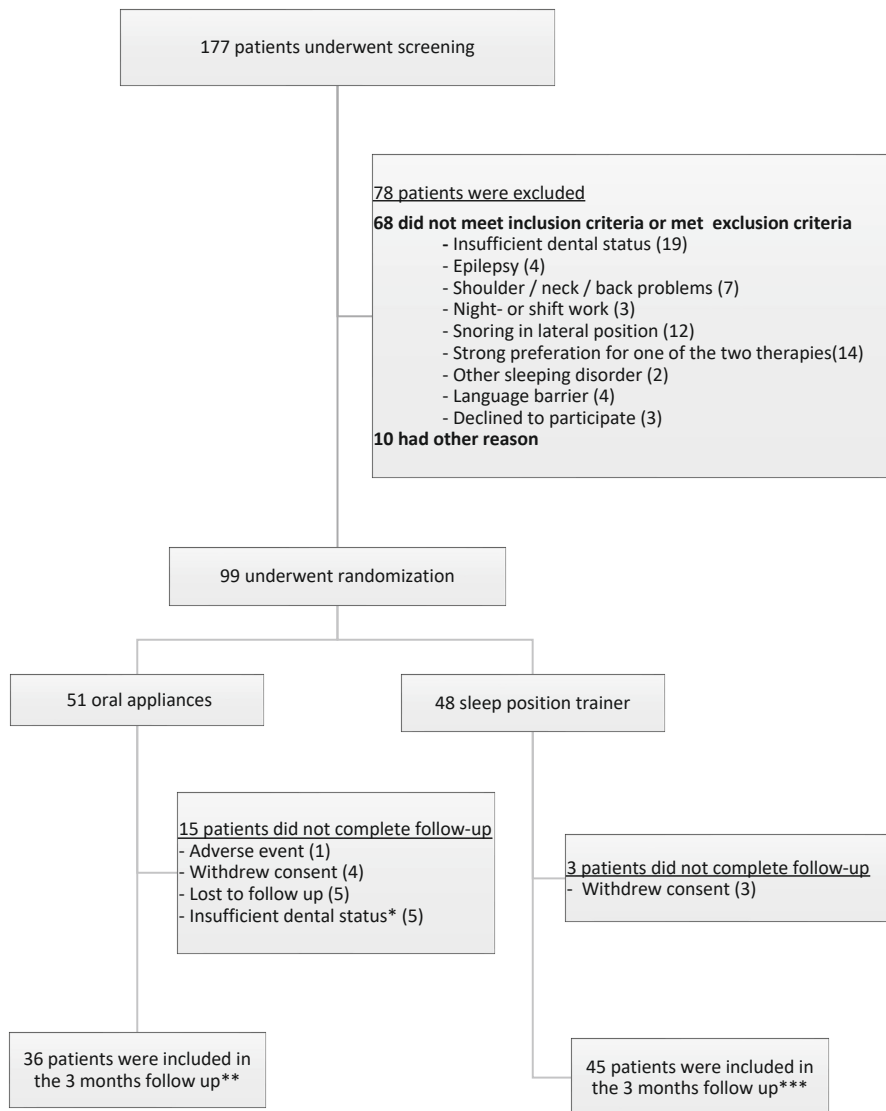 177 patients underwent screening
78 patients were excluded
68 did not meet inclusion criteria or met exclusion criteria
- Insufficient dental status (19)
- Epilepsy (4)
- Shoulder / neck / back problems (7)
- Night- or shift work (3)
- Snoring in lateral position (12)
- Strong preferation for one of the two therapies(14)
- Other sleeping disorder (2)
- Language barrier (4)
- Declined to participate (3)
10 had other reason
99 underwent randomization
51 oral appliances
48 sleep position trainer
15 patients did not complete follow-up
- Adverse event (1)
- Withdrew consent (4)
- Lost to follow up (5)
- Insufficient dental status* (5)
3 patients did not complete follow-up
- Withdrew consent (3)
36 patients were included in
the 3 months follow up**
45 patients were included in
the 3 months follow up***